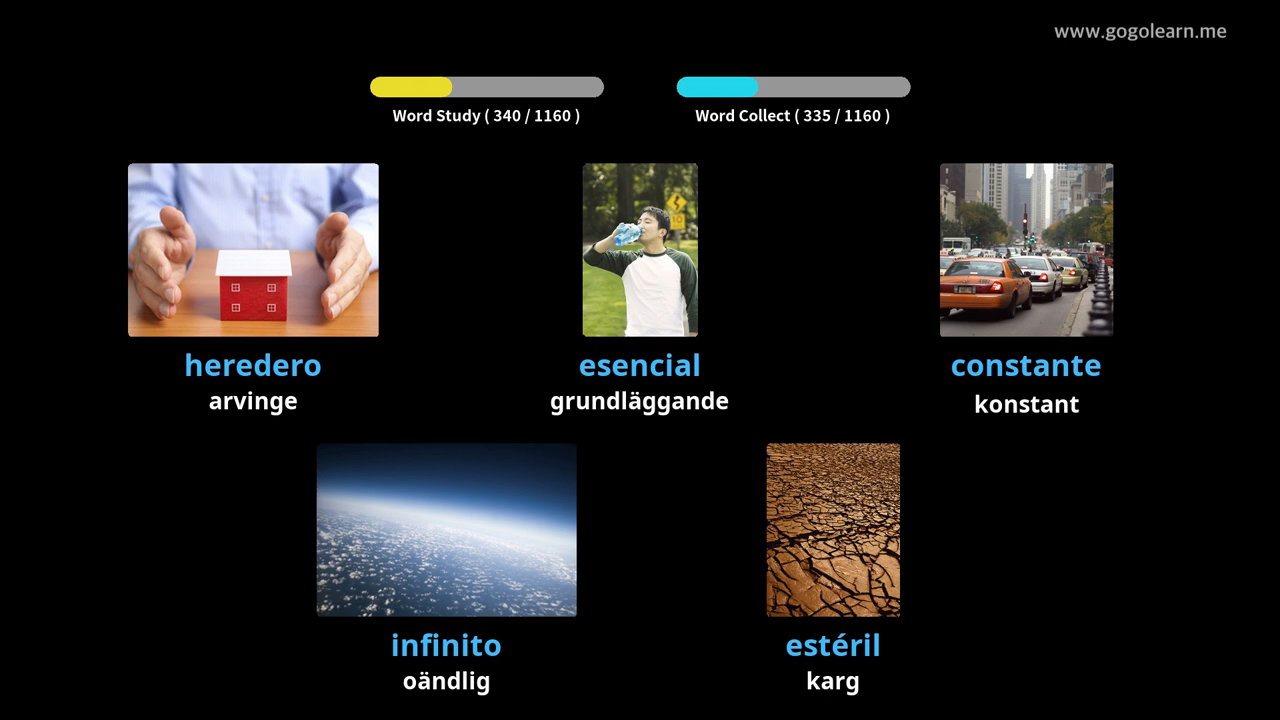 www.gogolearn.me
Word Study ( 340 / 1160 )
Word Collect ( 335 / 1160 )
heredero
arvinge
esencial
grundläggande
constante
konstant
infinito
oändlig
estéril
karg